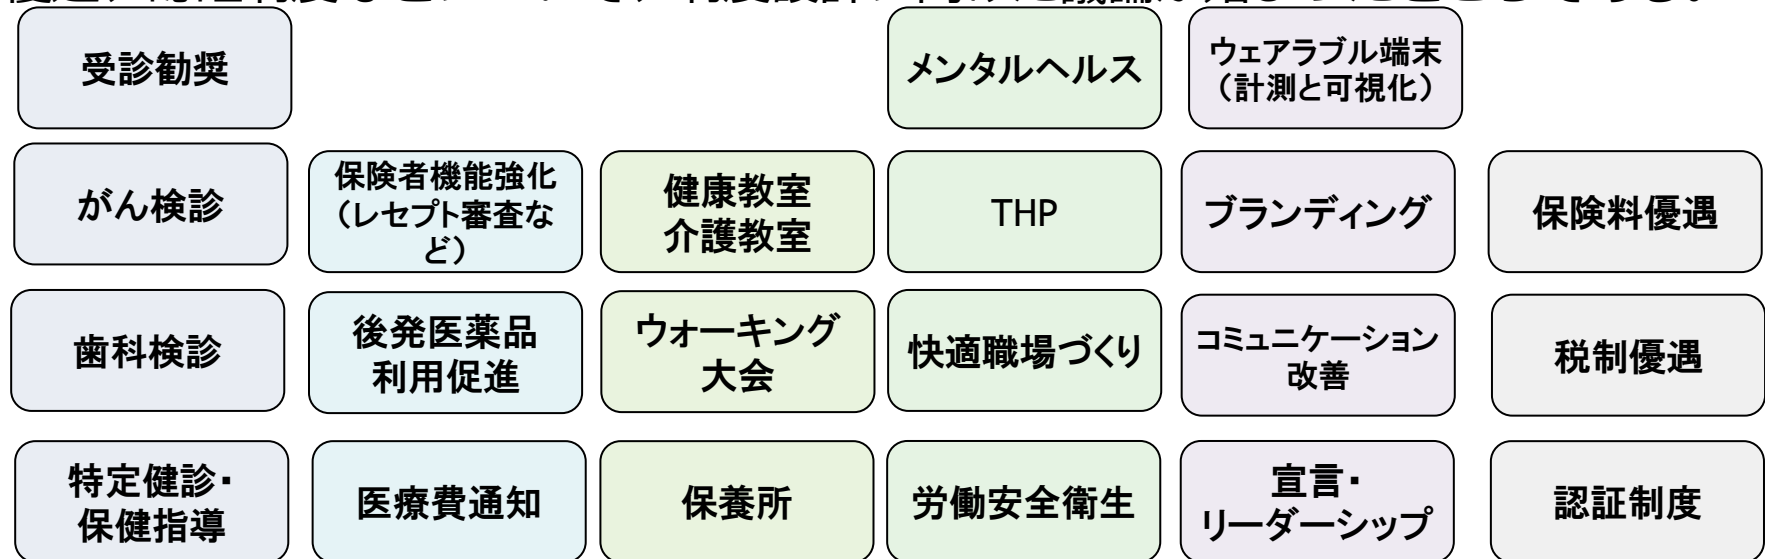 受診勧奨
メンタルヘルス
ウェアラブル端末
（計測と可視化）
がん検診
保険者機能強化
（レセプト審査な
ど）
健康教室
介護教室
THP
ブランディング
保険料優遇
歯科検診
後発医薬品
利用促進
ウォーキング
大会
快適職場づくり
コミュニケーション
改善
税制優遇
特定健診・
保健指導
医療費通知
保養所
労働安全衛生
宣言・
リーダーシップ
認証制度